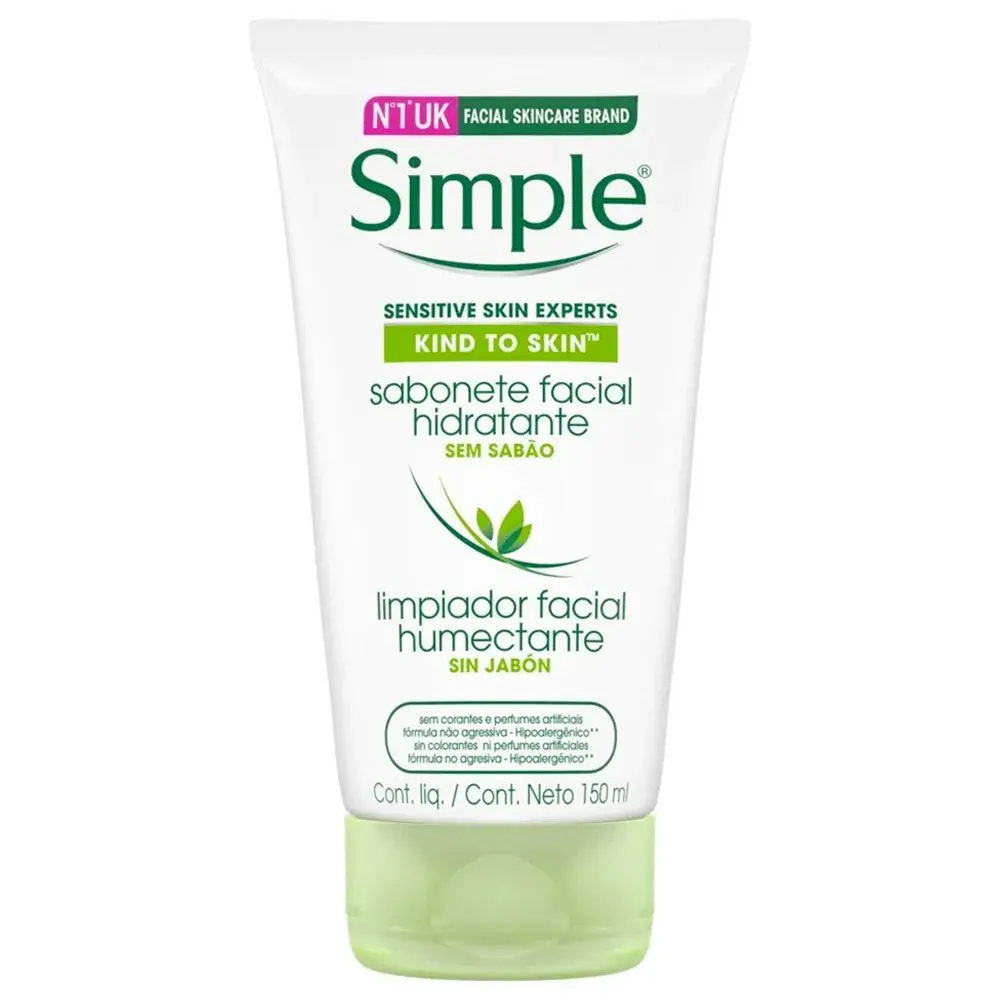 N°1* UK FACIAL SKINCARE BRAND
Simple®
SENSITIVE SKIN EXPERTS
KIND TO SKIN™
sabonete facial
hidratante
SEM SABÃO
limpiador facial
humectante
SIN JABÓN
sem corantes e perfumes artificiais
fórmula não agressiva - Hipoalergênico**
sin colorantes ni perfumes artificiales
fórmula no agresiva - Hipoalergénico**
Cont. liq. / Cont. Neto 150 ml